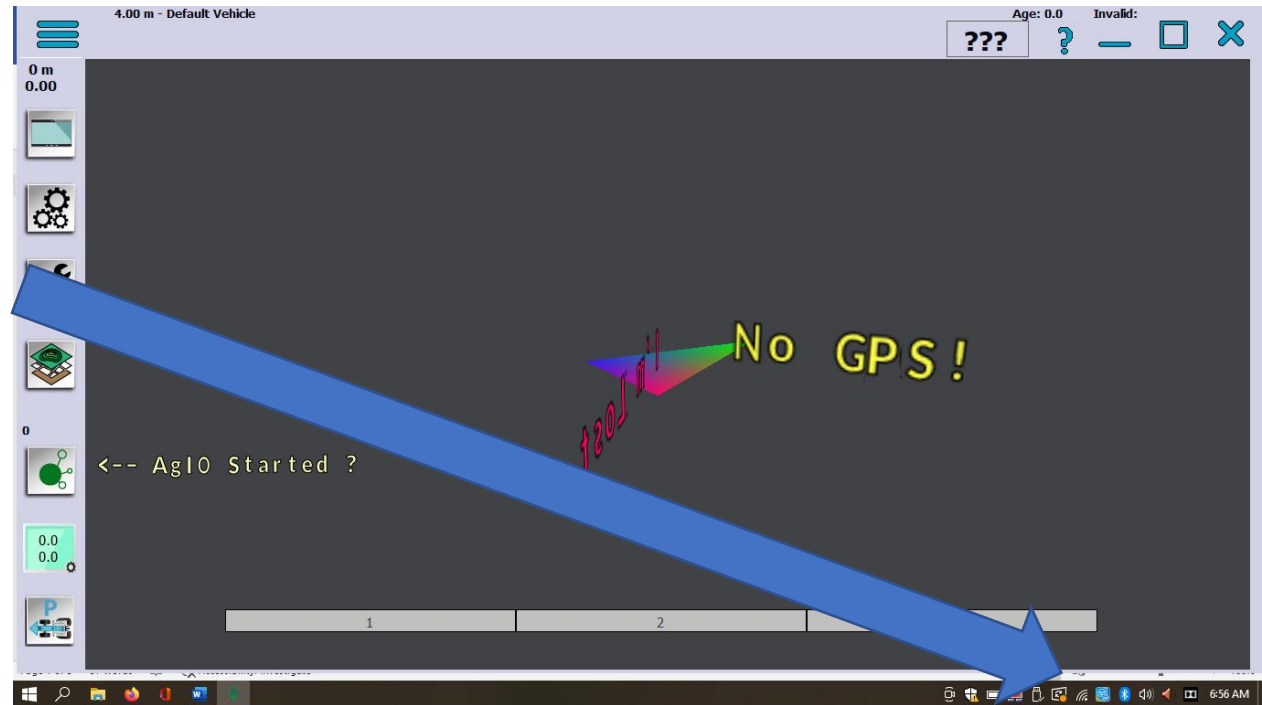 4.00 m - Default Vehicle
Age: 0.0 Invalid:
???
?
0 m
0.00
No GPS!
I'm lost
0
<-- AgIO Started ?
0.0
0.0
P
1
2
6:56 AM